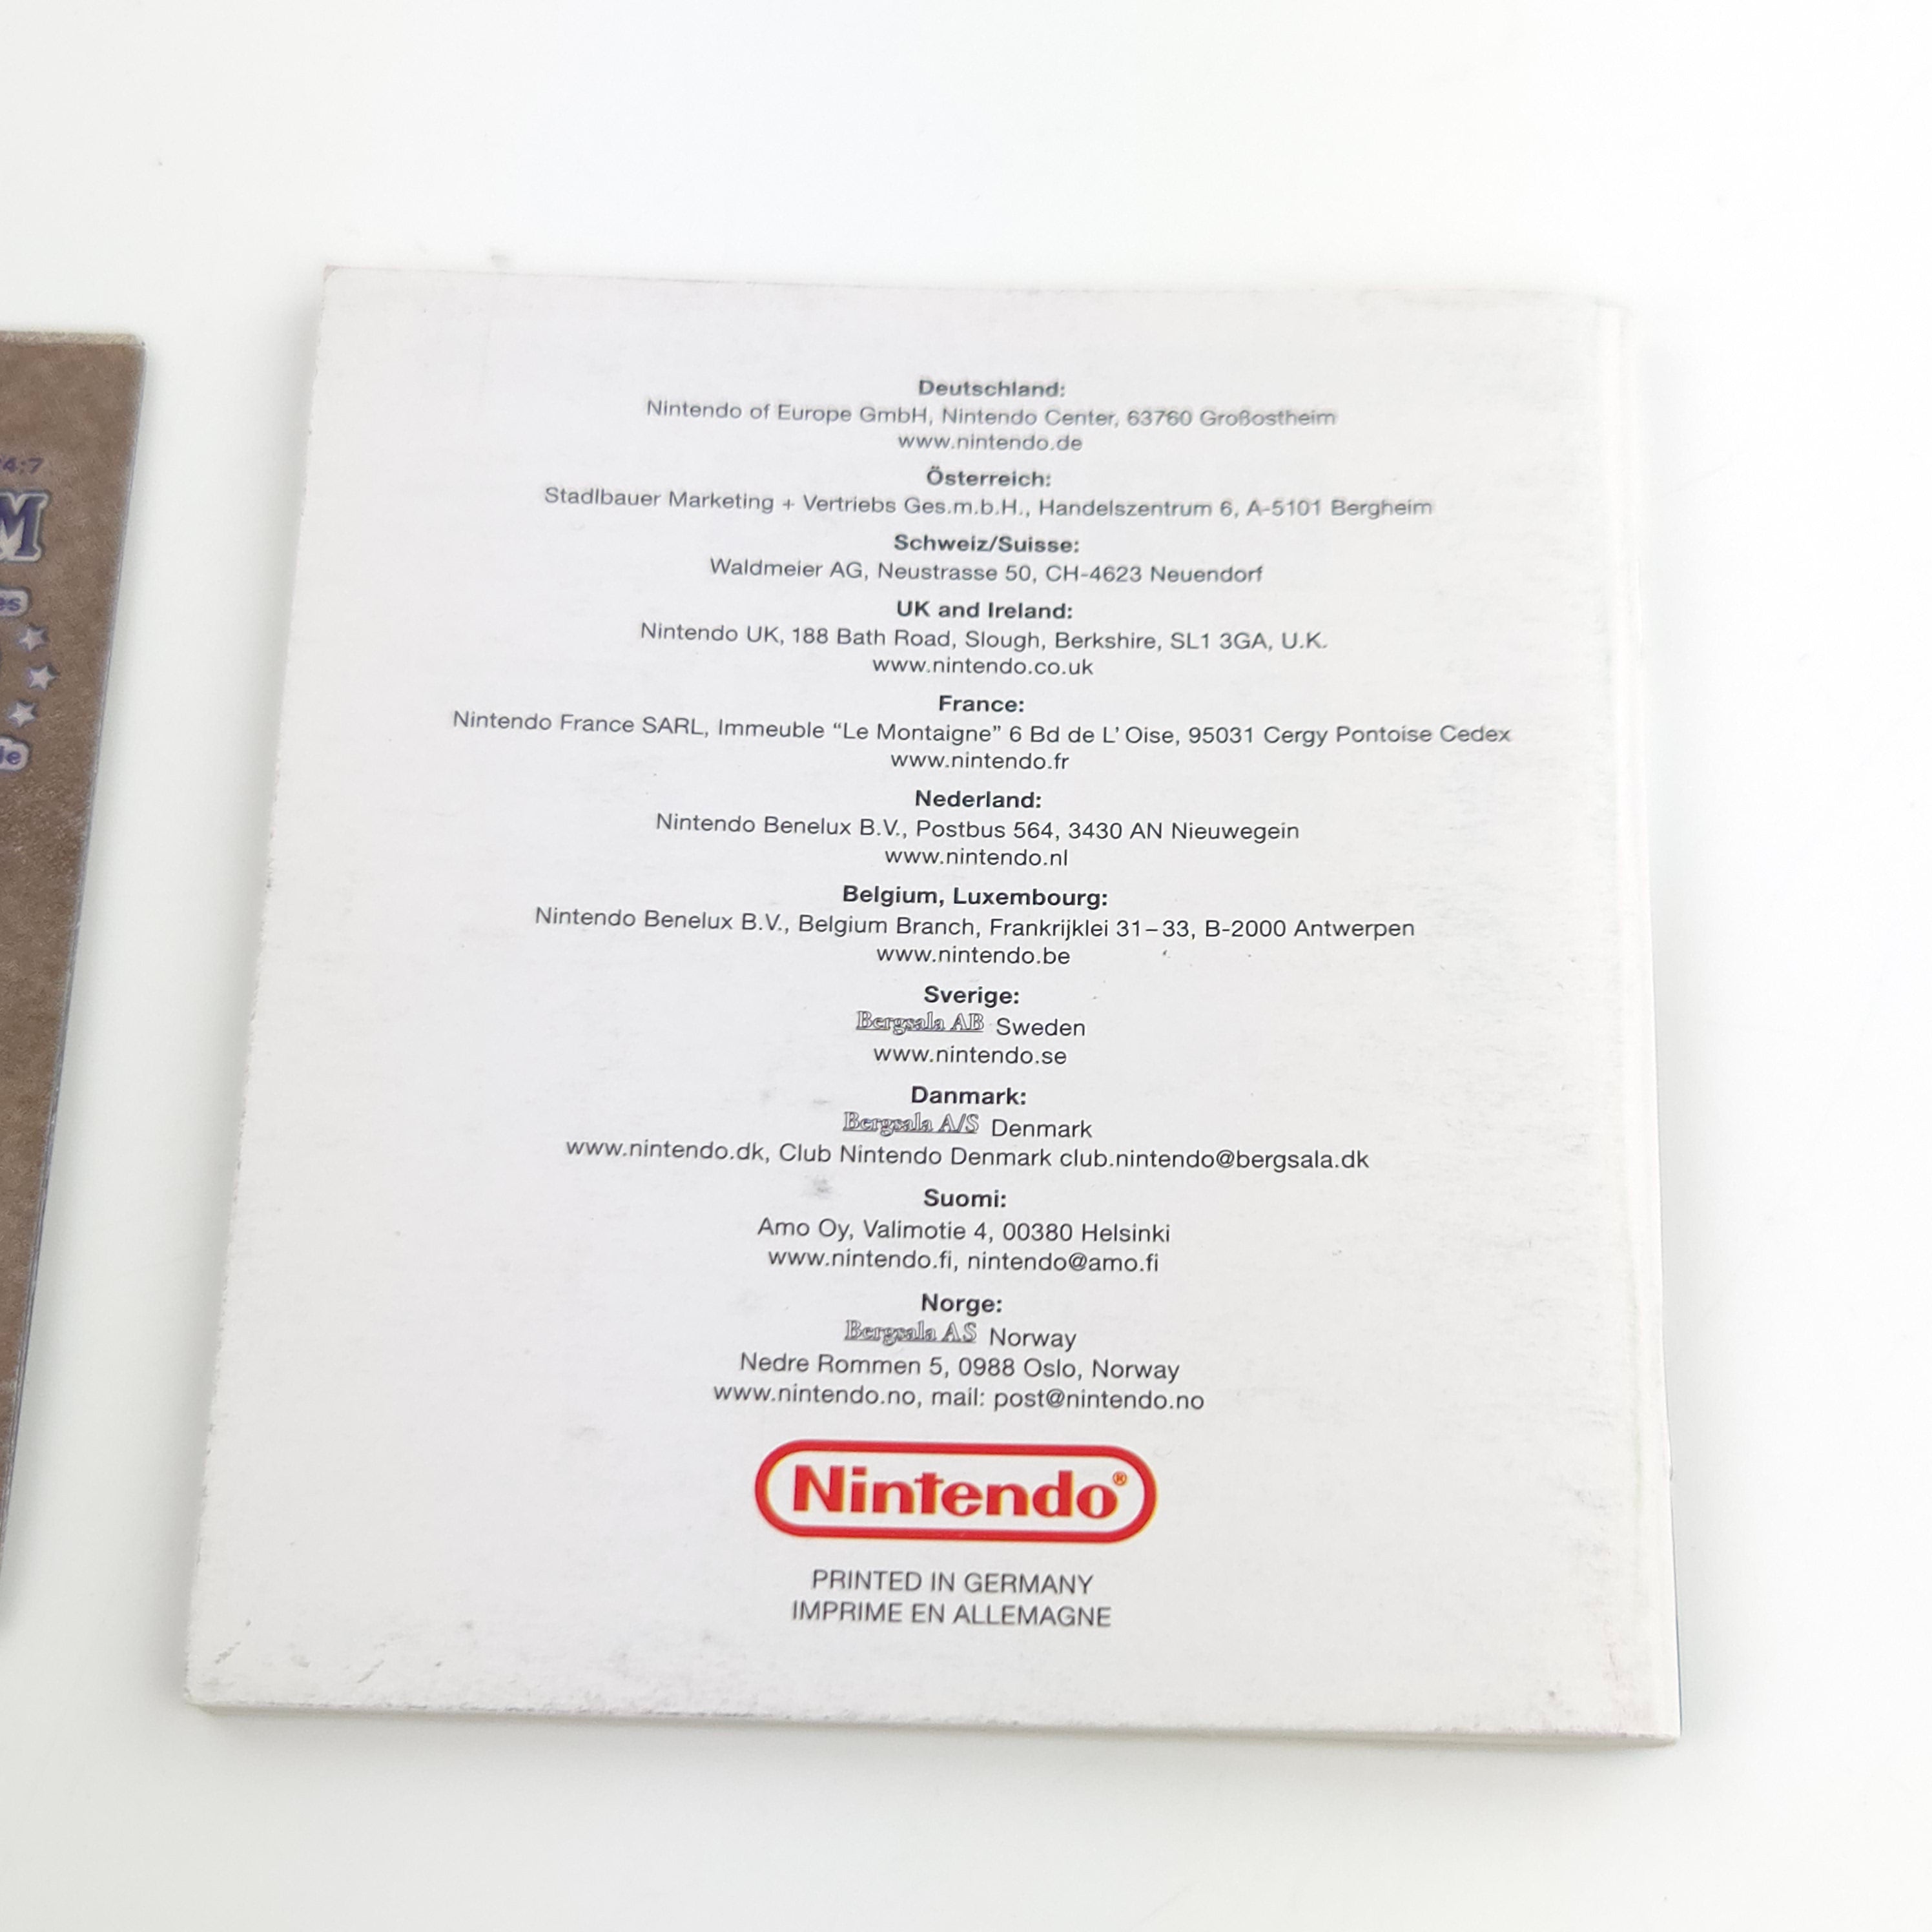 4:7
M
es
le
Deutschland:
Nintendo of Europe GmbH, Nintendo Center, 63760 Großostheim
www.nintendo.de
Österreich:
Stadlbauer Marketing + Vertriebs Ges.m.b.H., Handelszentrum 6, A-5101 Bergheim
Schweiz/Suisse:
Waldmeier AG, Neustrasse 50, CH-4623 Neuendorf
UK and Ireland:
Nintendo UK, 188 Bath Road, Slough, Berkshire, SL1 3GA, U.K.
www.nintendo.co.uk
France:
Nintendo France SARL, Immeuble “Le Montaigne” 6 Bd de L’ Oise, 95031 Cergy Pontoise Cedex
www.nintendo.fr
Nederland:
Nintendo Benelux B.V., Postbus 564, 3430 AN Nieuwegein
www.nintendo.nl
Belgium, Luxembourg:
Nintendo Benelux B.V., Belgium Branch, Frankrijklei 31–33, B-2000 Antwerpen
www.nintendo.be
Sverige:
Bergsala AB Sweden
www.nintendo.se
Danmark:
Bergsala A/S Denmark
www.nintendo.dk, Club Nintendo Denmark club.nintendo@bergsala.dk
Suomi:
Amo Oy, Valimotie 4, 00380 Helsinki
www.nintendo.fi, nintendo@amo.fi
Norge:
Bergsala AS Norway
Nedre Rommen 5, 0988 Oslo, Norway
www.nintendo.no, mail: post@nintendo.no
Nintendo®
PRINTED IN GERMANY
IMPRIME EN ALLEMAGNE